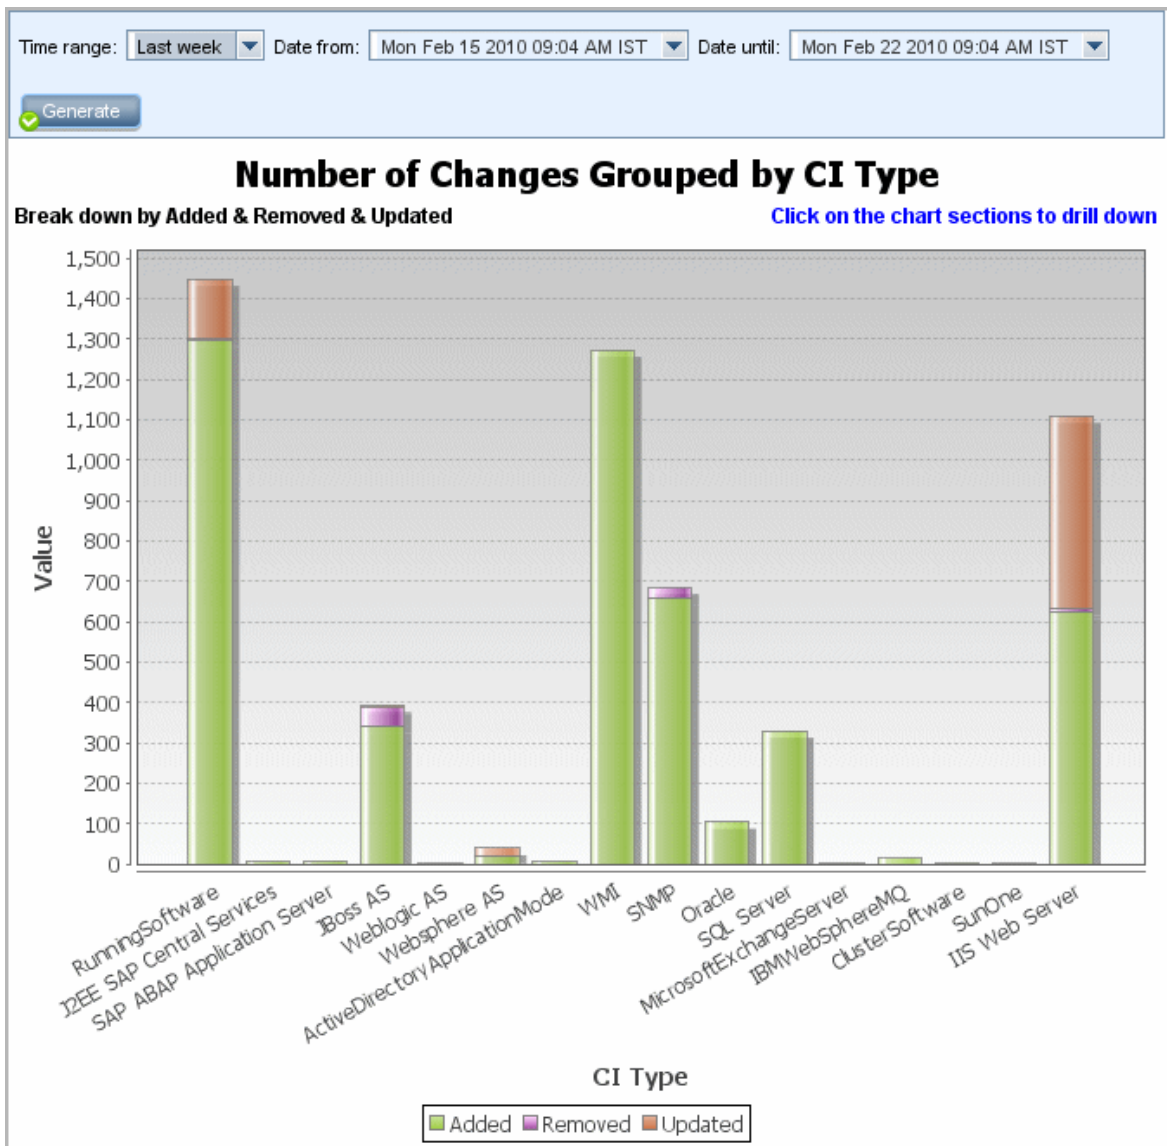 Time range: Last week Date from: Mon Feb 15 2010 09:04 AM IST Date until: Mon Feb 22 2010 09:04 AM IST
Generate
Number of Changes Grouped by CI Type
Break down by Added & Removed & Updated Click on the chart sections to drill down
1,500
1,400
1,300
1,200
1,100
1,000
900
800
700
600
500
400
300
200
100
0
Value
RunningSoftware
J2EE SAP Central Services
SAP ABAP Application Server
JBoss AS
Weblogic AS
Websphere AS
ActiveDirectoryApplicationMode
WMI
SNMP
Oracle
SQL Server
MicrosoftExchangeServer
IBMWebSphereMQ
ClusterSoftware
SunOne
IIS Web Server
CI Type
Added Removed Updated